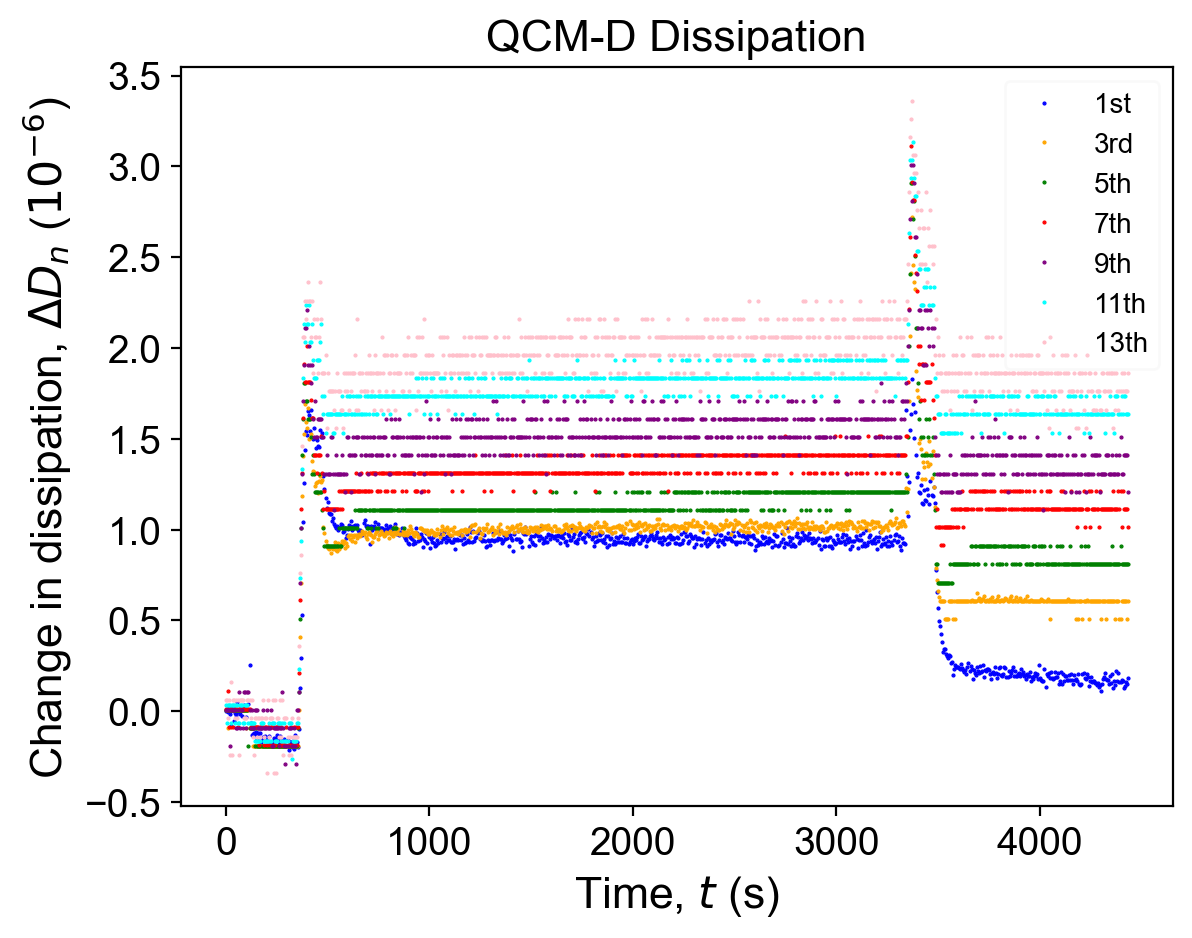 QCM-D Dissipation
3.5
3.0
2.5
2.0
1.5
1.0
0.5
0.0
−0.5
Change in dissipation, ΔDₙ (10⁻⁶)
1st
3rd
5th
7th
9th
11th
13th
0 1000 2000 3000 4000
Time, t (s)